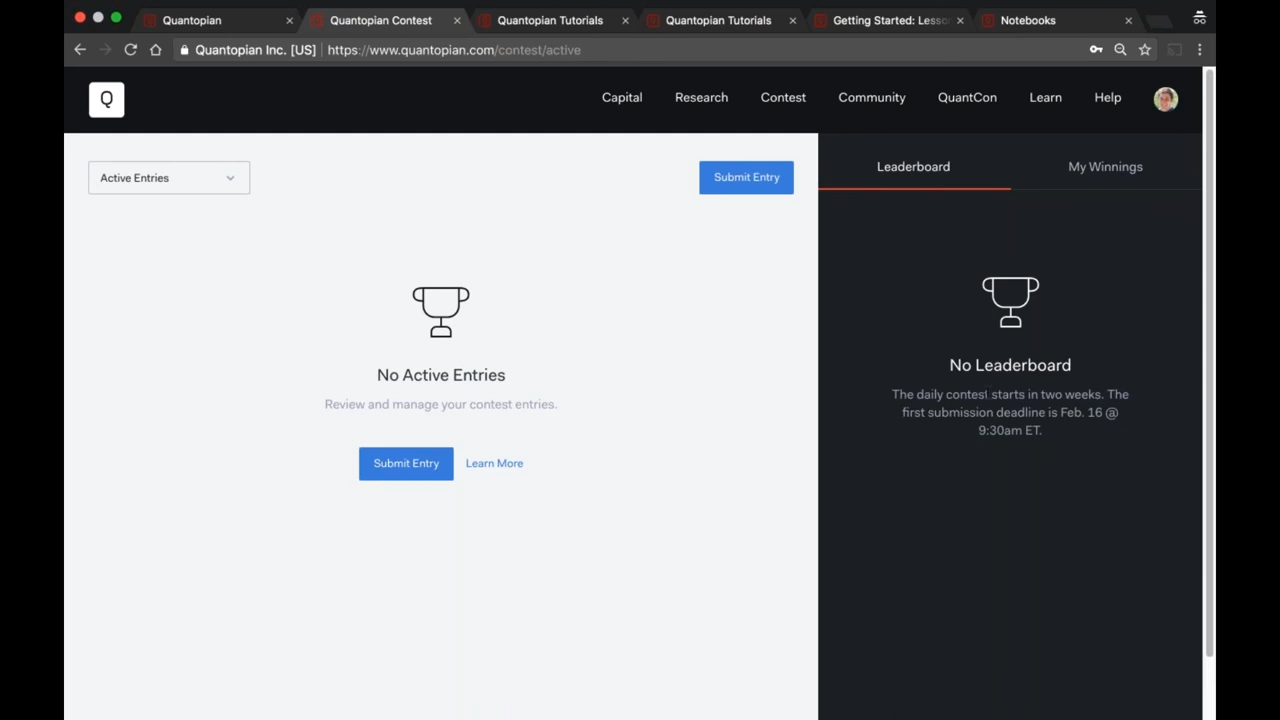 Quantopian
Quantopian Contest
Quantopian Tutorials
Quantopian Tutorials
Getting Started: Lesso
Notebooks
Quantopian Inc. [US] | https://www.quantopian.com/contest/active
Q
Capital
Research
Contest
Community
QuantCon
Learn
Help
Active Entries
Submit Entry
No Active Entries
Review and manage your contest entries.
Submit Entry
Learn More
Leaderboard
My Winnings
No Leaderboard
The daily contest starts in two weeks. The
first submission deadline is Feb. 16 @
9:30am ET.